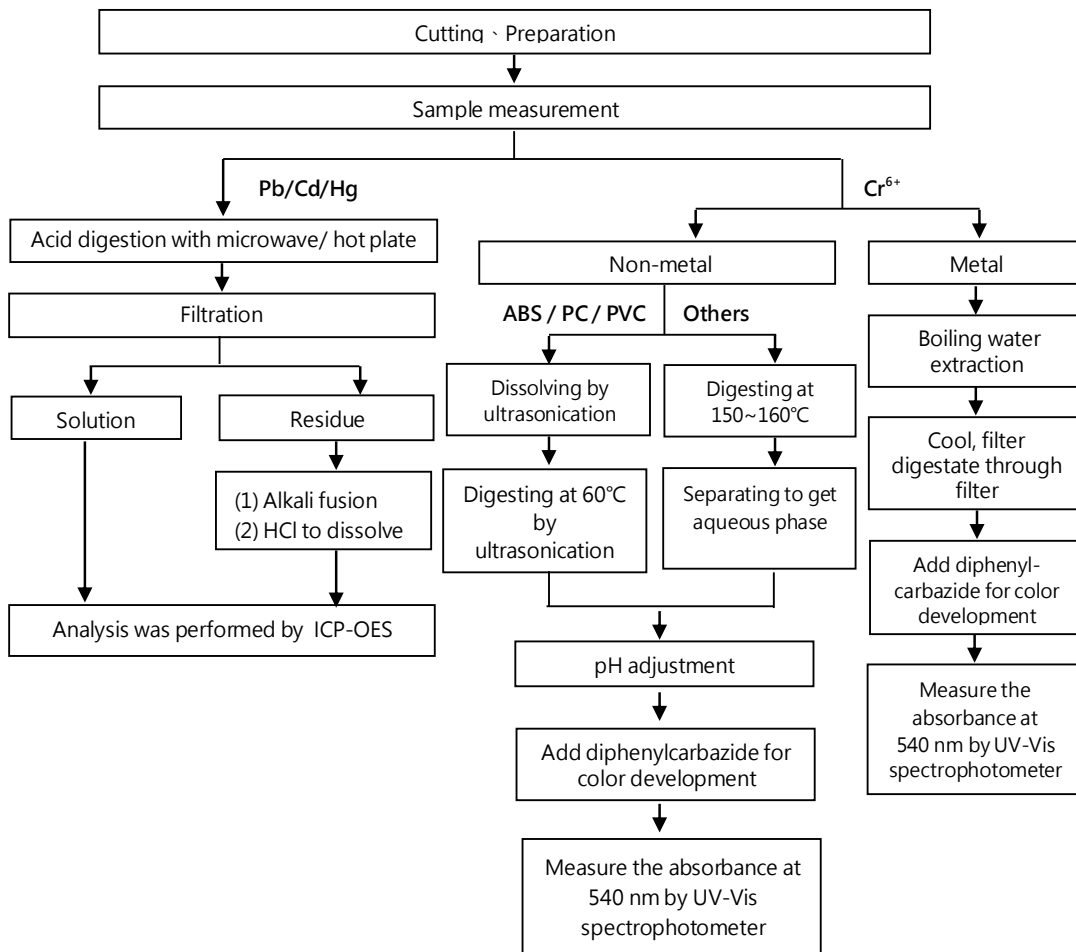 Cutting、Preparation
Sample measurement
Pb/Cd/Hg
Cr⁶⁺
Acid digestion with microwave/ hot plate
Filtration
Solution
Residue
(1) Alkali fusion
(2) HCl to dissolve
Analysis was performed by ICP-OES
Non-metal
ABS / PC / PVC
Others
Dissolving by
ultrasonication
Digesting at
150~160℃
Digesting at 60℃
by
ultrasonication
Separating to get
aqueous phase
pH adjustment
Add diphenylcarbazide for
color development
Measure the absorbance at
540 nm by UV-Vis
spectrophotometer
Metal
Boiling water
extraction
Cool, filter
digestate through
filter
Add diphenyl-
carbazide for color
development
Measure the
absorbance at
540 nm by UV-Vis
spectrophotometer